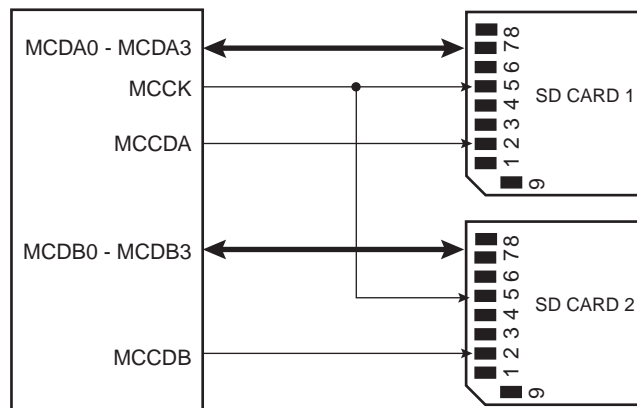 MCDA0 - MCDA3
MCCK
MCCDA
8
7
6
5
4
3
2
1
9
SD CARD 1
MCDB0 - MCDB3
MCCDB
8
7
6
5
4
3
2
1
9
SD CARD 2